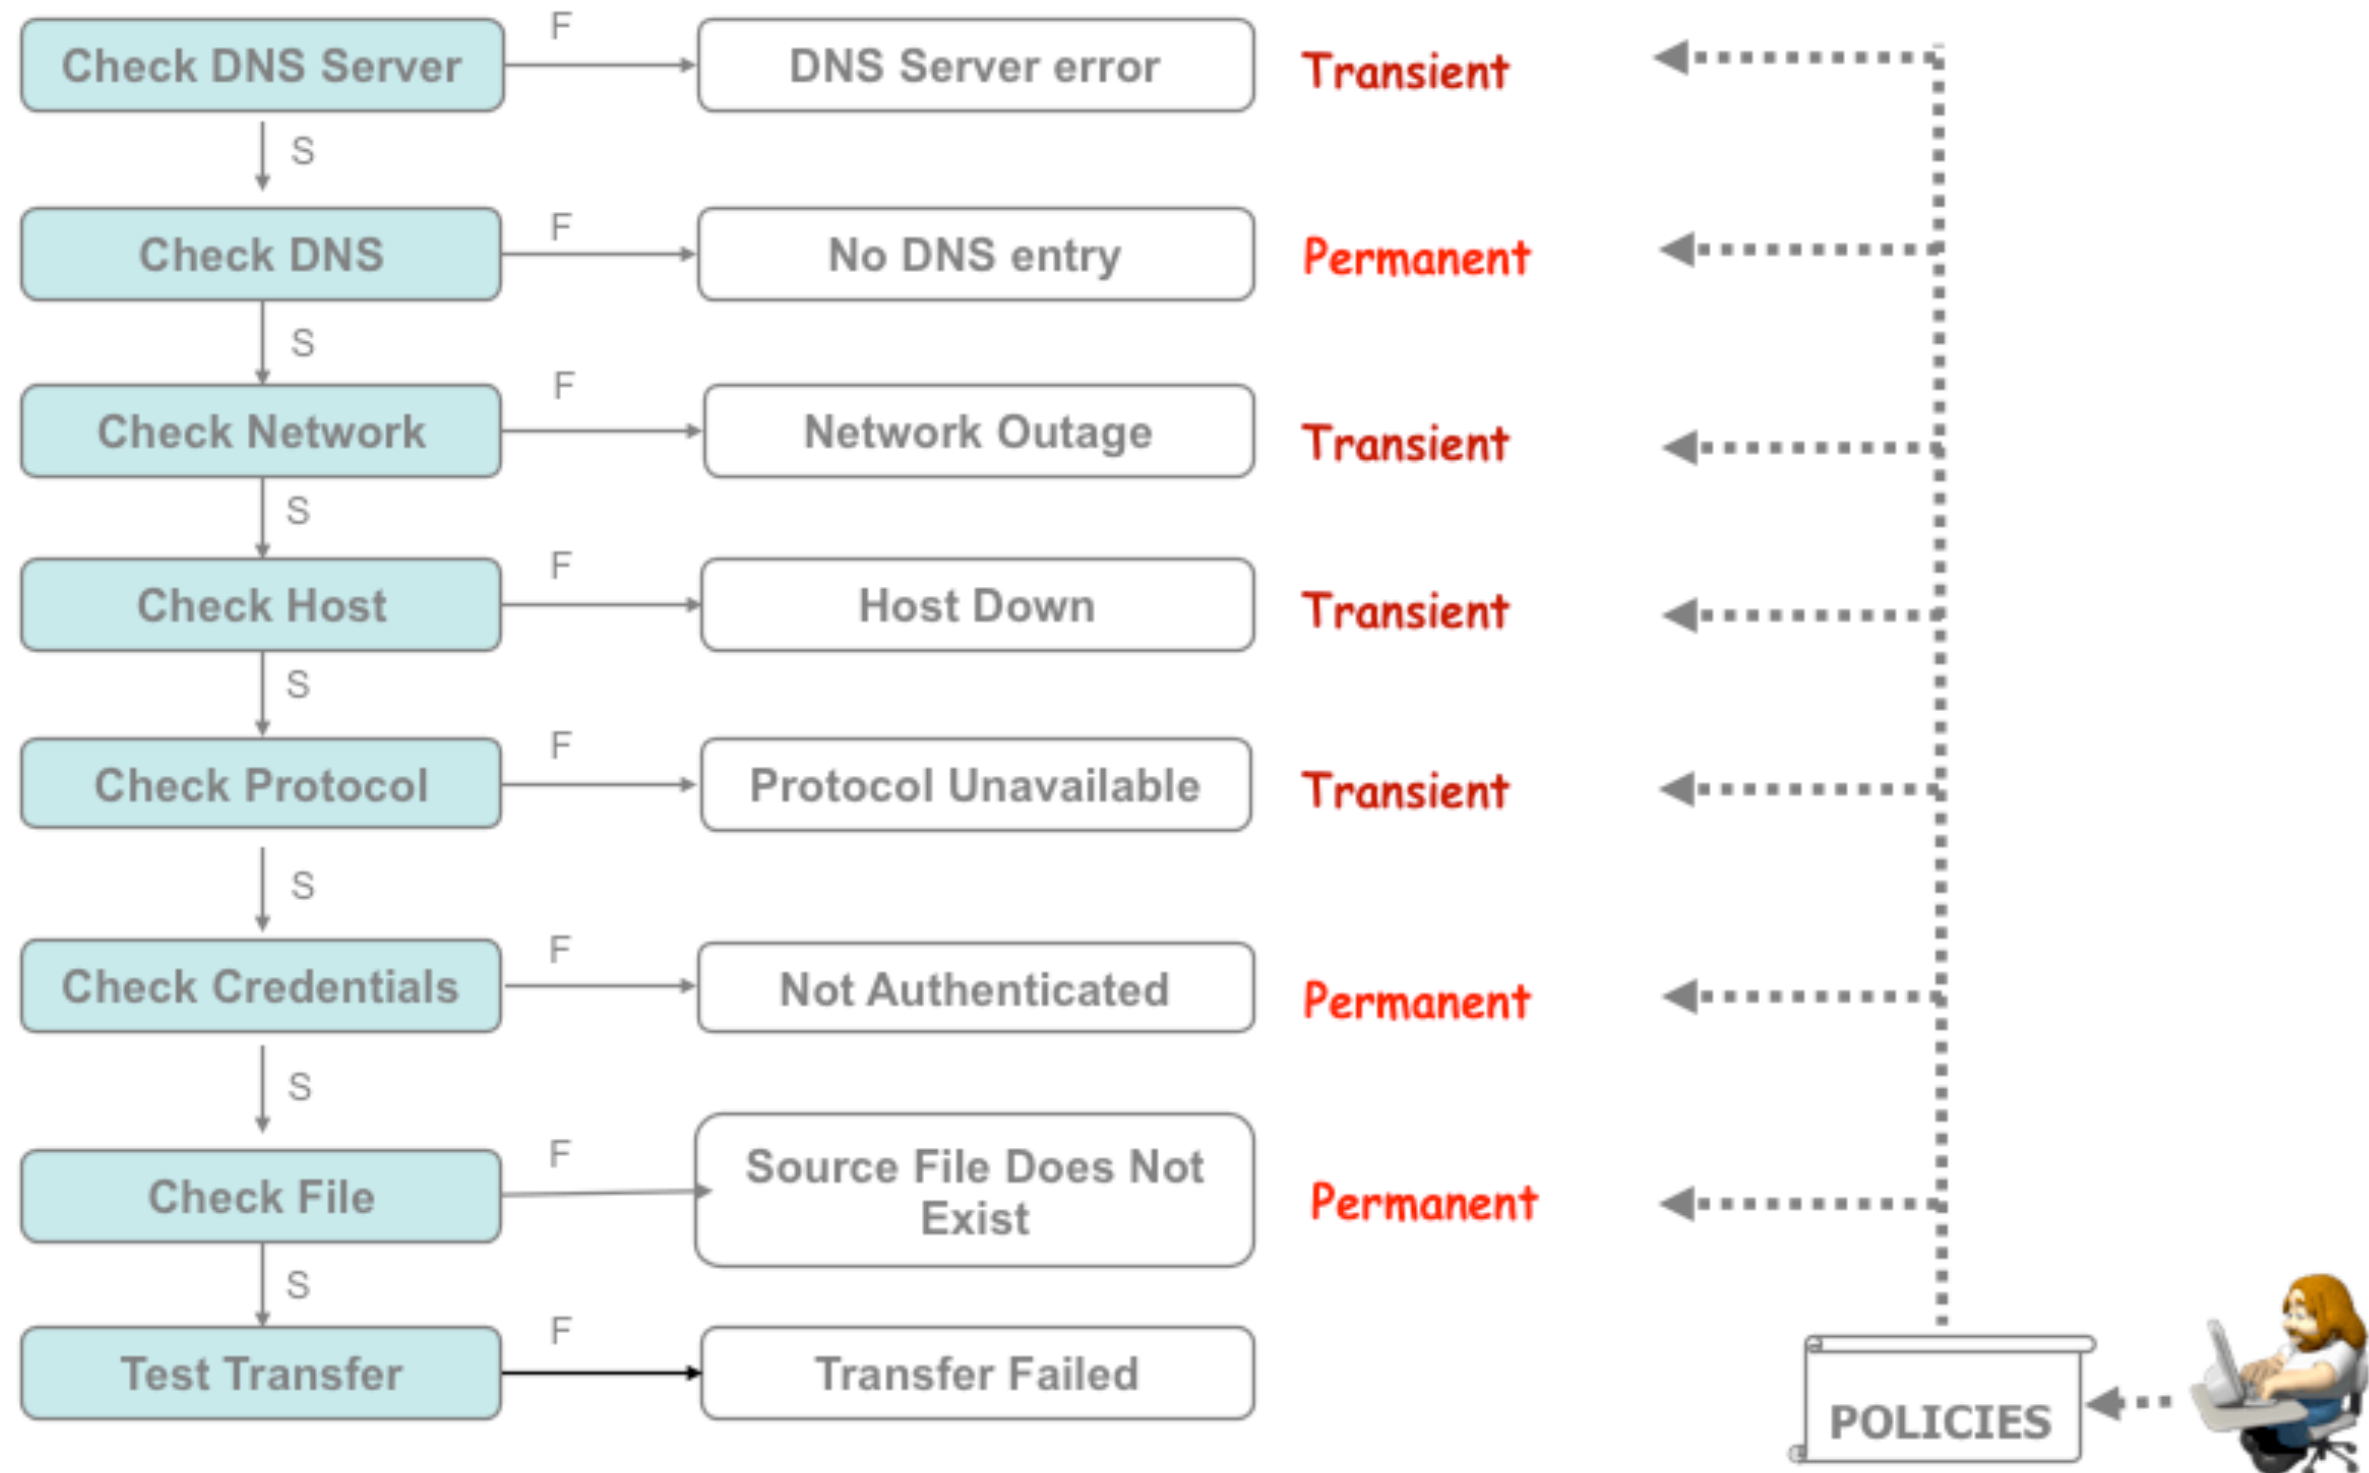 F
Check DNS Server
DNS Server error
Transient
S
F
Check DNS
No DNS entry
Permanent
S
F
Check Network
Network Outage
Transient
S
F
Check Host
Host Down
Transient
S
F
Check Protocol
Protocol Unavailable
Transient
S
F
Check Credentials
Not Authenticated
Permanent
S
F
Check File
Source File Does Not
Exist
Permanent
S
F
Test Transfer
Transfer Failed
POLICIES